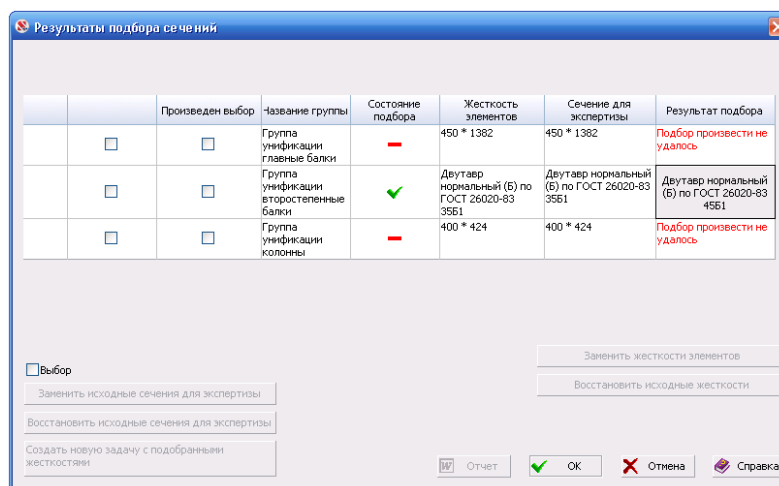 Результаты подбора сечений
Произведен выбор
Название группы
Состояние
подбора
Жесткость
элементов
Сечение для
экспертизы
Результат подбора
Группа
унификации
главные балки
450 * 1382
450 * 1382
Подбор произвести не
удалось
Группа
унификации
второстепенные
балки
Двутавр
нормальный (Б) по
ГОСТ 26020-83
35Б1
Двутавр нормальный
(Б) по ГОСТ 26020-83
35Б1
Двутавр нормальный
(Б) по ГОСТ 26020-83
45Б1
Группа
унификации
колонны
400 * 424
400 * 424
Подбор произвести не
удалось
Выбор
Заменить жесткости элементов
Заменить исходные сечения для экспертизы
Восстановить исходные жесткости
Восстановить исходные сечения для экспертизы
Создать новую задачу с подобранными
жесткостями
W Отчет
OK
Отмена
Справка